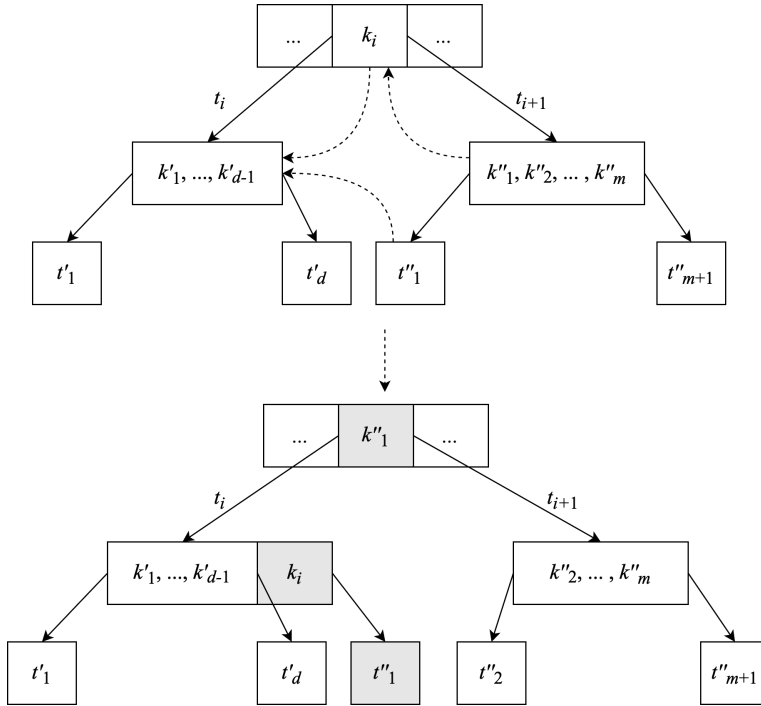 ... k_i ...
t_i t_{i+1}
k'_1, ..., k'_{d-1} k''_1, k''_2, ... , k''_m
t'_1 t'_d t''_1 t''_{m+1}
... k''_1 ...
t_i t_{i+1}
k'_1, ..., k'_{d-1} k_i k''_2, ... , k''_m
t'_1 t'_d t''_1 t''_2 t''_{m+1}